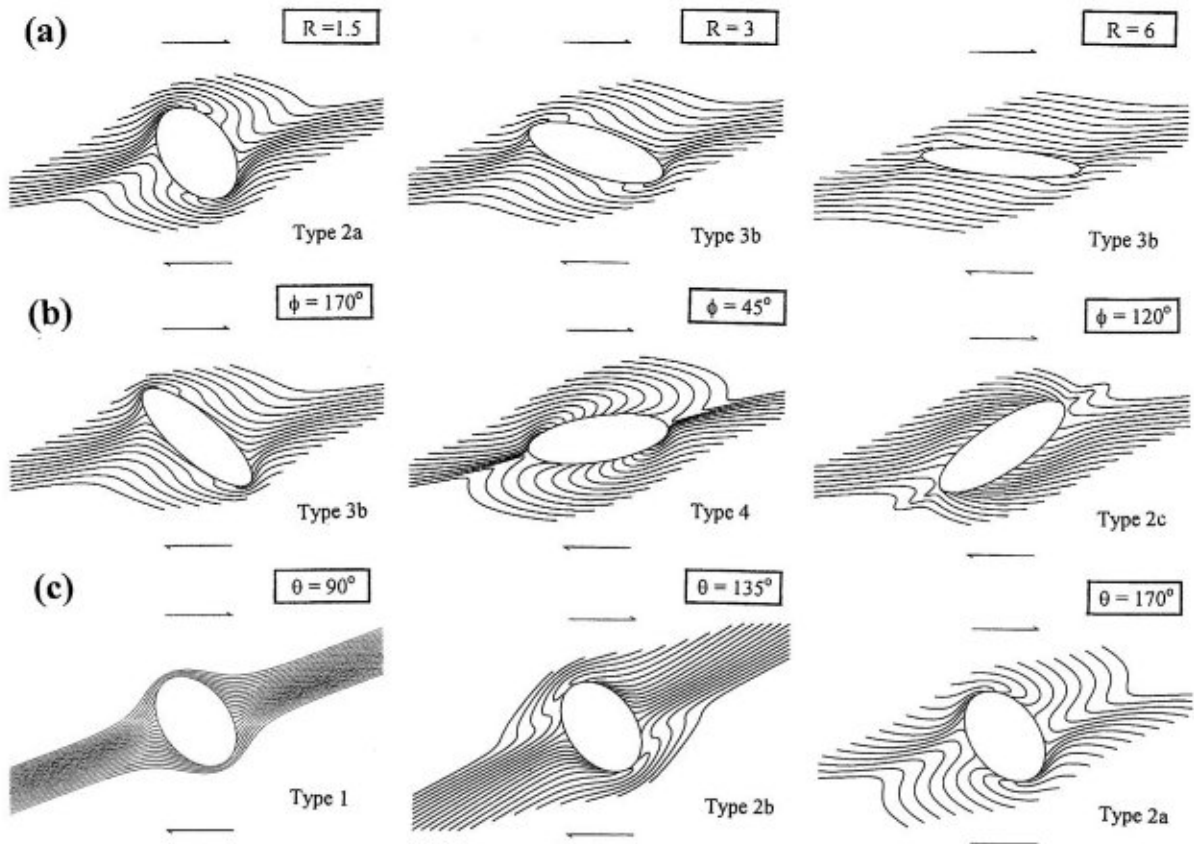 (a)
R =1.5
R = 3
R = 6
Type 2a
Type 3b
Type 3b
(b)
ϕ = 170°
ϕ = 45°
ϕ = 120°
Type 3b
Type 4
Type 2c
(c)
θ = 90°
θ = 135°
θ = 170°
Type 1
Type 2b
Type 2a